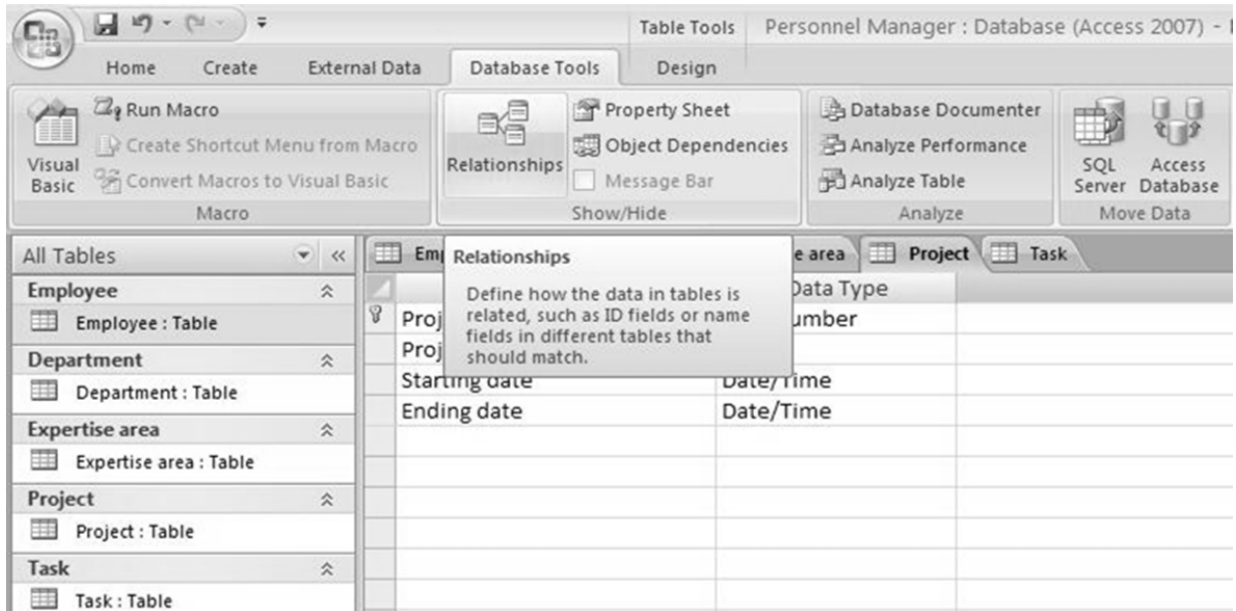 Table Tools Personnel Manager : Database (Access 2007) -
Home Create External Data Database Tools Design
Visual Basic
Run Macro
Create Shortcut Menu from Macro
Convert Macros to Visual Basic
Macro
Relationships
Property Sheet
Object Dependencies
Message Bar
Show/Hide
Database Documenter
Analyze Performance
Analyze Table
Analyze
SQL Server
Access Database
Move Data
All Tables
Employee
Employee : Table
Department
Department : Table
Expertise area
Expertise area : Table
Project
Project : Table
Task
Task : Table
area Project Task
Relationships
Define how the data in tables is
related, such as ID fields or name
fields in different tables that
should match.
Data Type
Starting date Date/Time
Ending date Date/Time